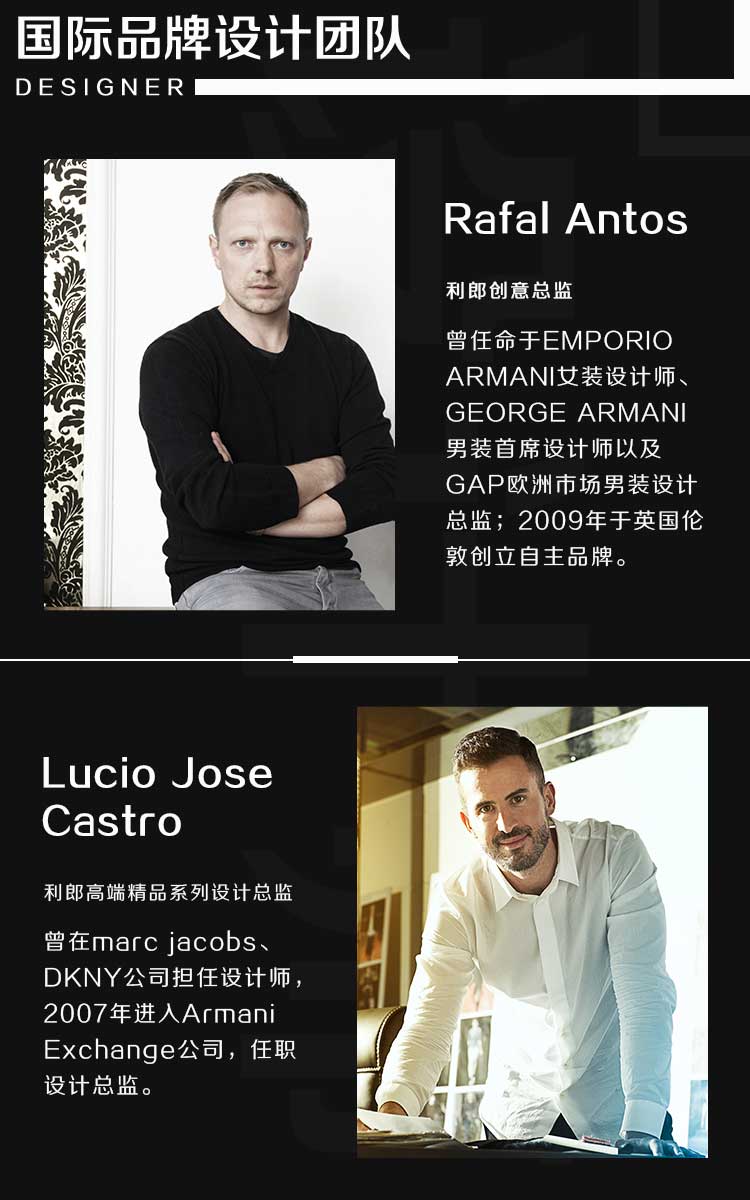 国际品牌设计团队
DESIGNER
Rafal Antos
利郎创意总监
曾任命于EMPORIO
ARMANI女装设计师、
GEORGE ARMANI
男装首席设计师以及
GAP欧洲市场男装设计
总监；2009年于英国伦
敦创立自主品牌。
Lucio Jose
Castro
利郎高端精品系列设计总监
曾在marc jacobs、
DKNY公司担任设计师，
2007年进入Armani
Exchange公司，任职
设计总监。